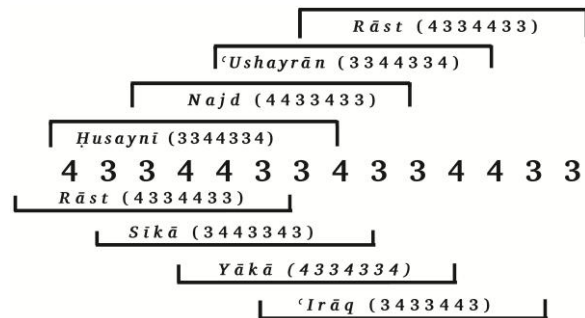 Rāst (4334433)
ʿUshayrān (3344334)
Najd (4433433)
Ḥusaynī (3344334)
4 3 3 4 4 3 3 4 3 3 4 4 3 3
Rāst (4334433)
Sīkā (3443343)
Yākā (4334334)
ʿIrāq (3433443)